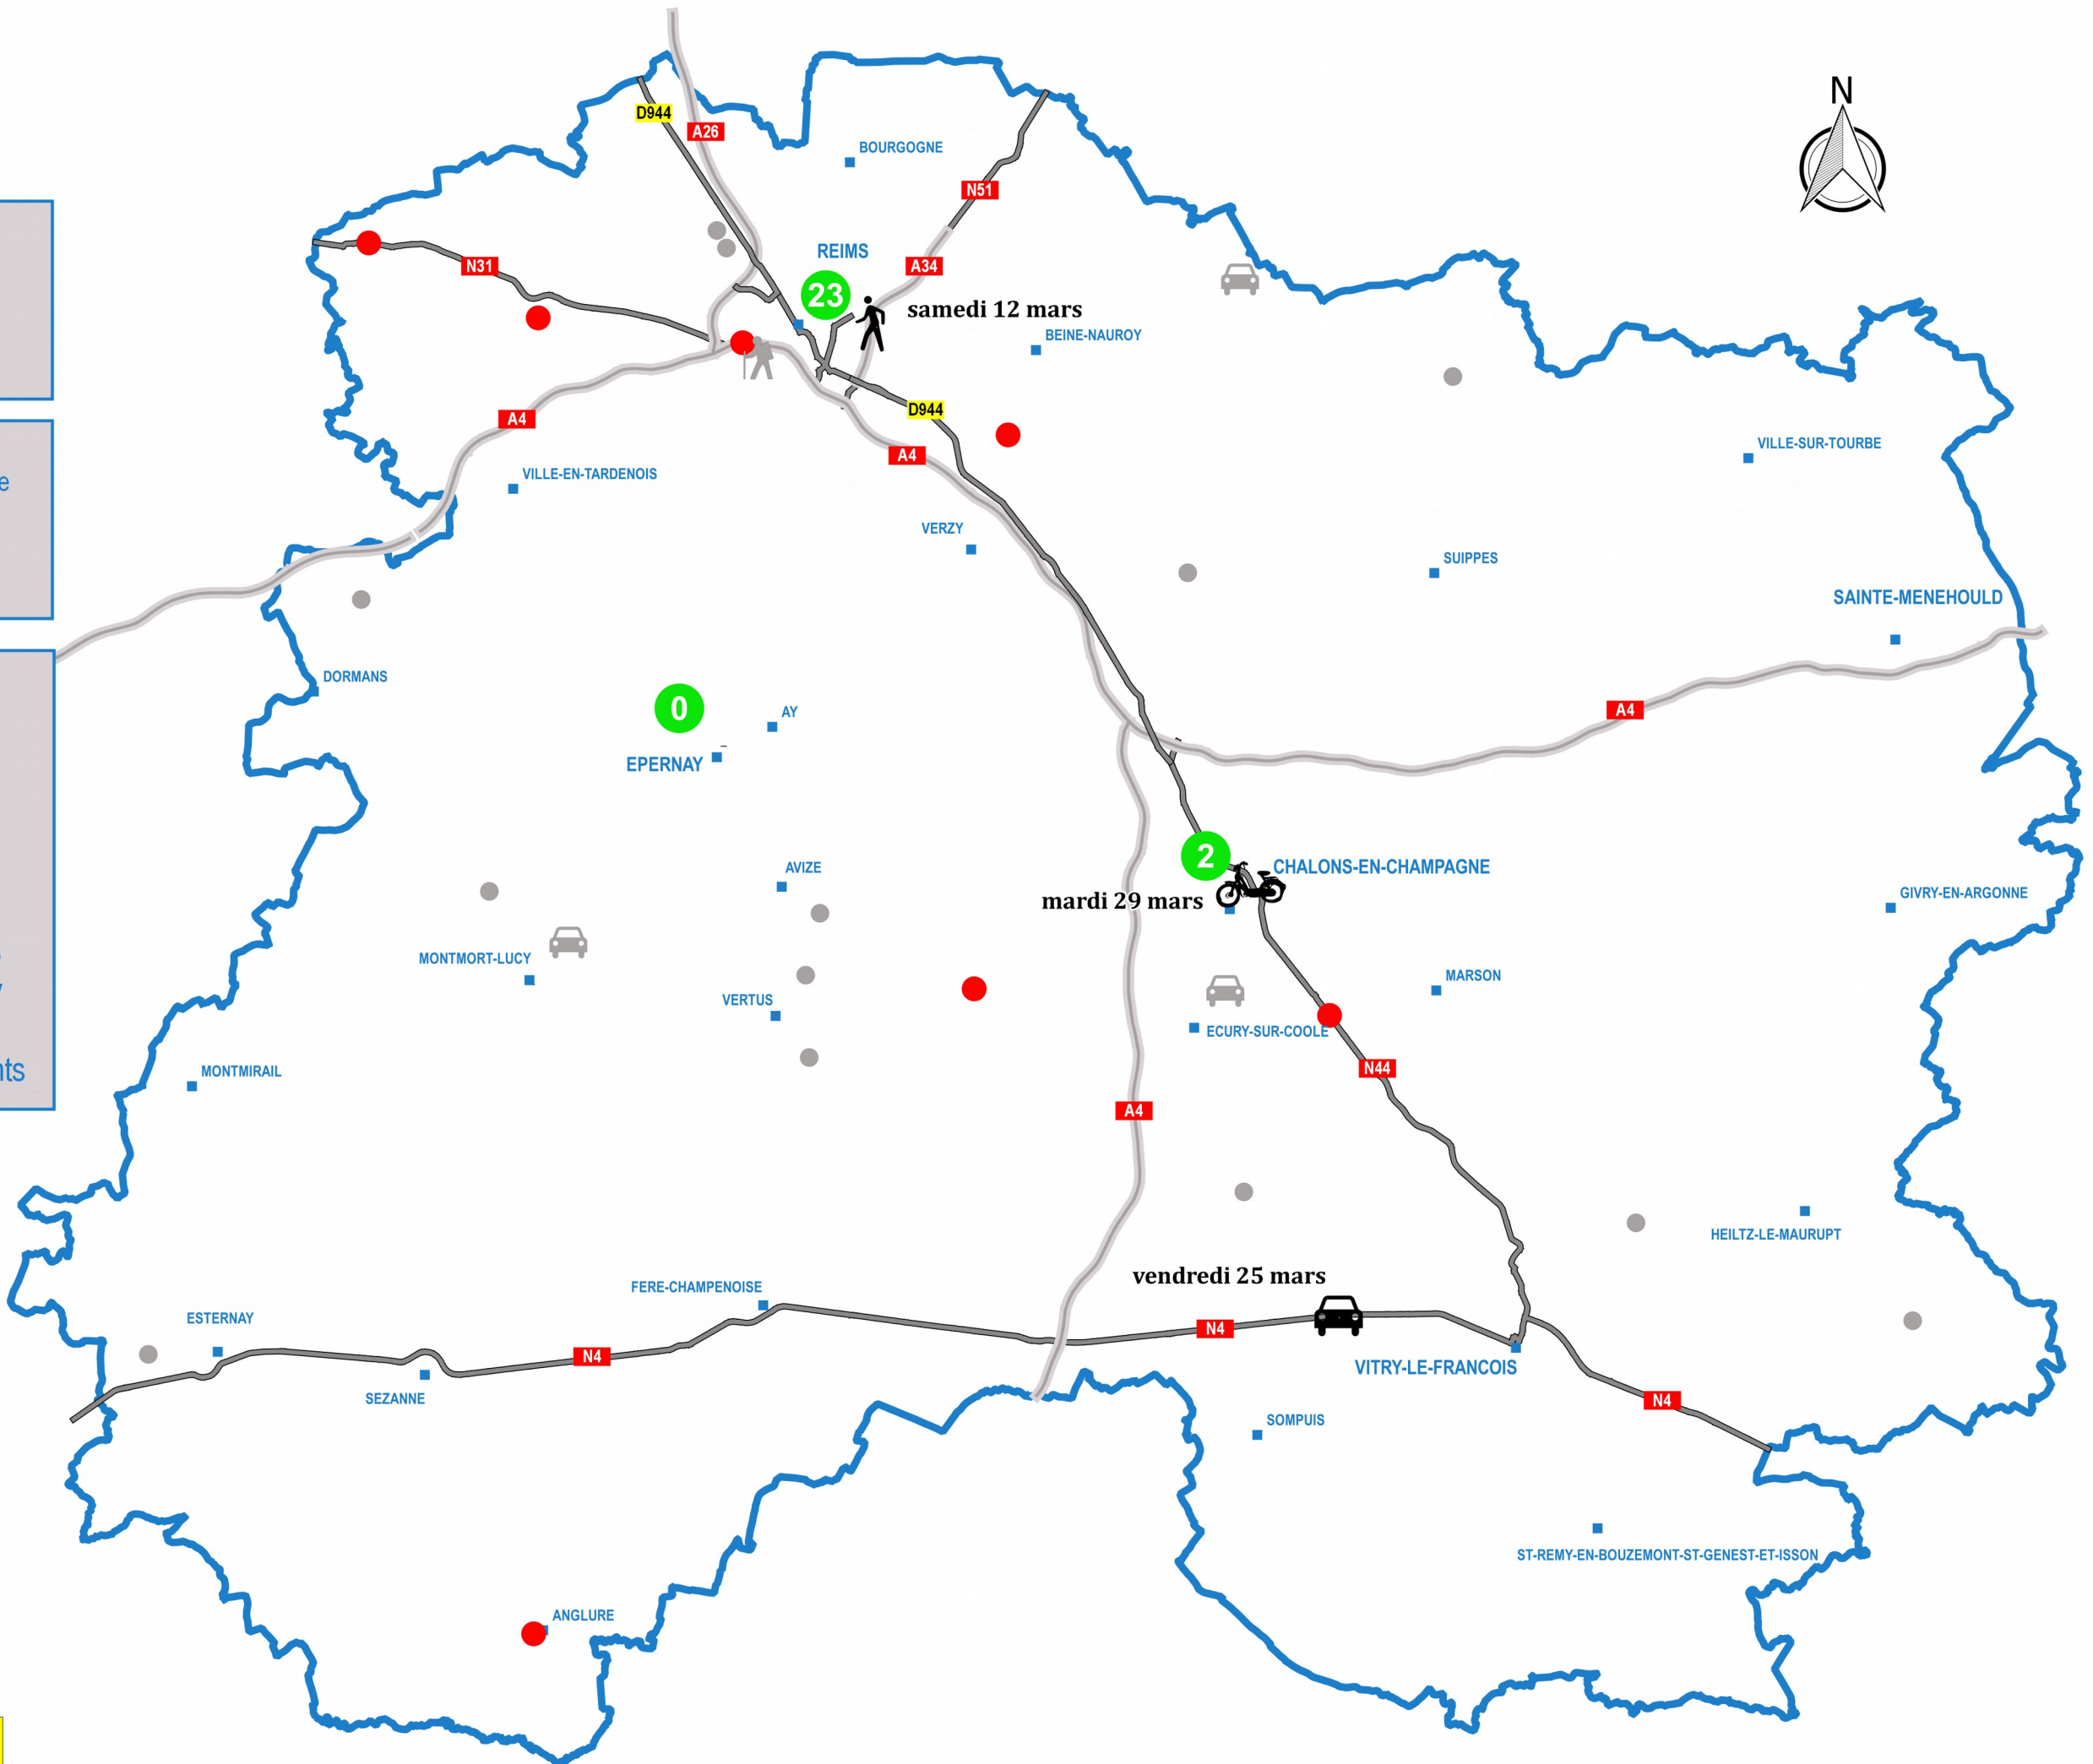 N
D944
A26
BOURGOGNE
N51
REIMS
A34
N31
23
samedi 12 mars
BEINE-NAUROY
D944
A4
A4
VILLE-SUR-TOURBE
VILLE-EN-TARDENOIS
e
VERZY
SUIPPES
SAINTE-MENEHOULD
DORMANS
0
AY
A4
EPERNAY
2
CHALONS-EN-CHAMPAGNE
AVIZE
mardi 29 mars
GIVRY-EN-ARGONNE
MONTMORT-LUCY
MARSON
VERTUS
ECURY-SUR-COOLE
nts
MONTMIRAIL
N44
A4
HEILTZ-LE-MAURUPT
vendredi 25 mars
FERE-CHAMPENOISE
ESTERNAY
N4
N4
VITRY-LE-FRANCOIS
SEZANNE
N4
SOMPUIS
ST-REMY-EN-BOUZEMONT-ST-GENEST-ET-ISSON
ANGLURE